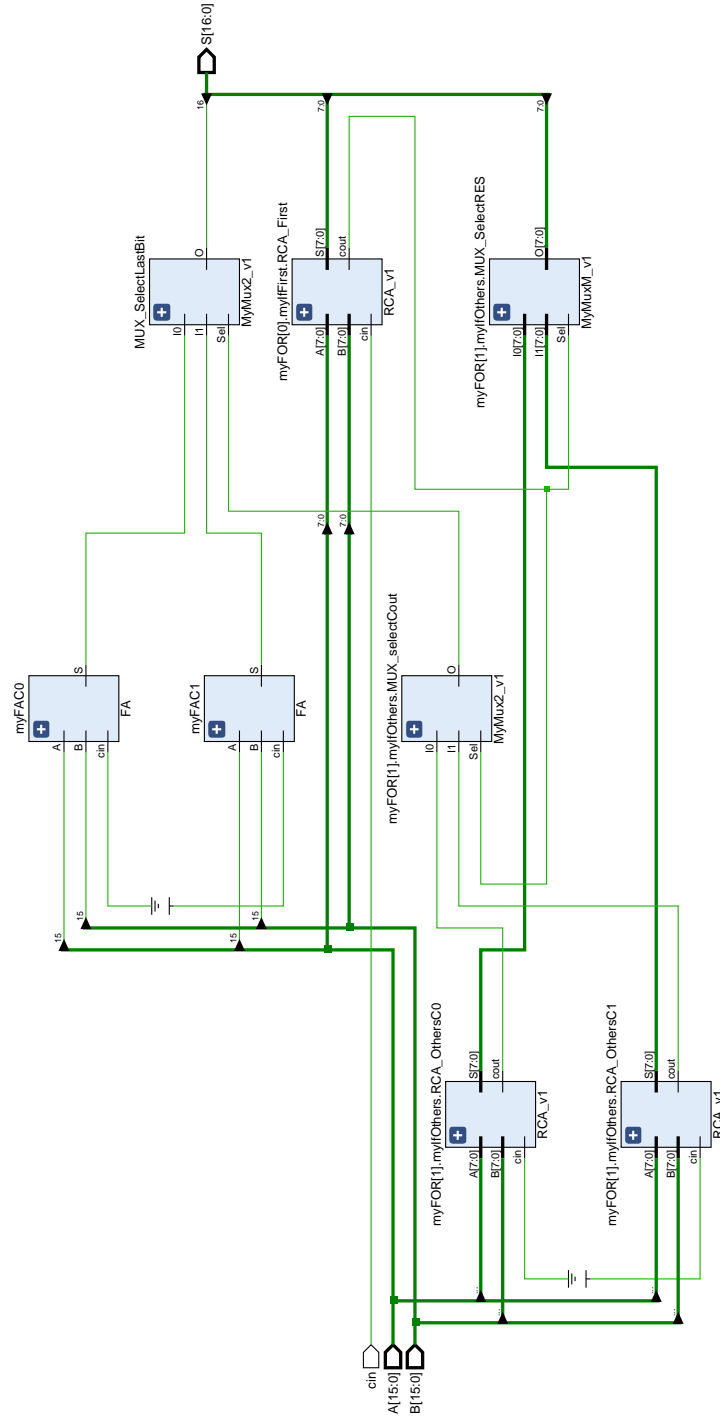 S[16:0]
16
7:0
7:0
MUX_SelectLastBit
I0
I1
Sel
O
MyMux2_v1
myFOR[0].myIfFirst.RCA_First
A[7:0]
B[7:0]
cin
S[7:0]
cout
RCA_v1
myFOR[1].myIfOthers.MUX_SelectRES
I0[7:0]
I1[7:0]
Sel
O[7:0]
MyMuxM_v1
7:0
7:0
myFAC0
A
B
cin
S
FA
myFAC1
A
B
cin
S
FA
myFOR[1].myIfOthers.MUX_selectCout
I0
I1
Sel
O
MyMux2_v1
15
15
15
15
myFOR[1].myIfOthers.RCA_OthersC0
A[7:0]
B[7:0]
cin
S[7:0]
cout
RCA_v1
myFOR[1].myIfOthers.RCA_OthersC1
A[7:0]
B[7:0]
cin
S[7:0]
cout
RCA_v1
...
...
...
...
cin
A[15:0]
B[15:0]